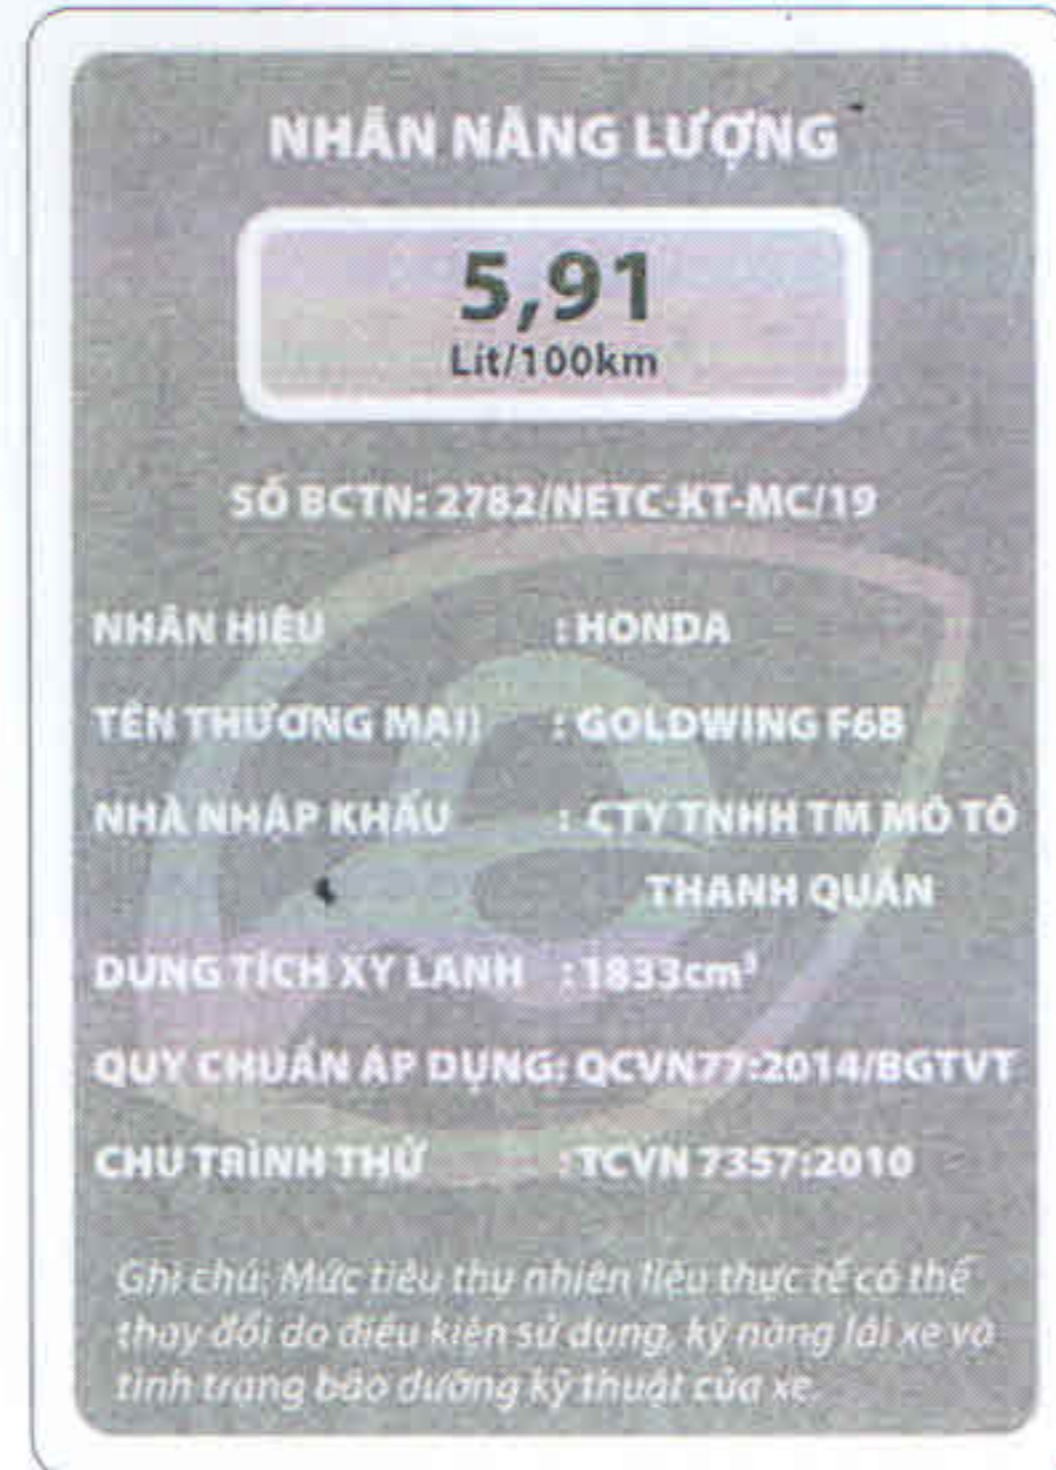 NHÃN NĂNG LƯỢNG
5,91
Lít/100km
SỐ BCTN: 2782/NETC-KT-MC/19
NHÃN HIỆU : HONDA
TÊN THƯƠNG MẠI) : GOLDWING F6B
NHÀ NHẬP KHẨU : CTY TNHH TM MÔ TÔ
THANH QUÂN
DUNG TÍCH XY LANH : 1833cm³
QUY CHUẨN ÁP DỤNG: QCVN77:2014/BGTVT
CHU TRÌNH THỬ : TCVN 7357:2010
Ghi chú: Mức tiêu thụ nhiên liệu thực tế có thể
thay đổi do điều kiện sử dụng, kỹ năng lái xe và
tình trạng bảo dưỡng kỹ thuật của xe.